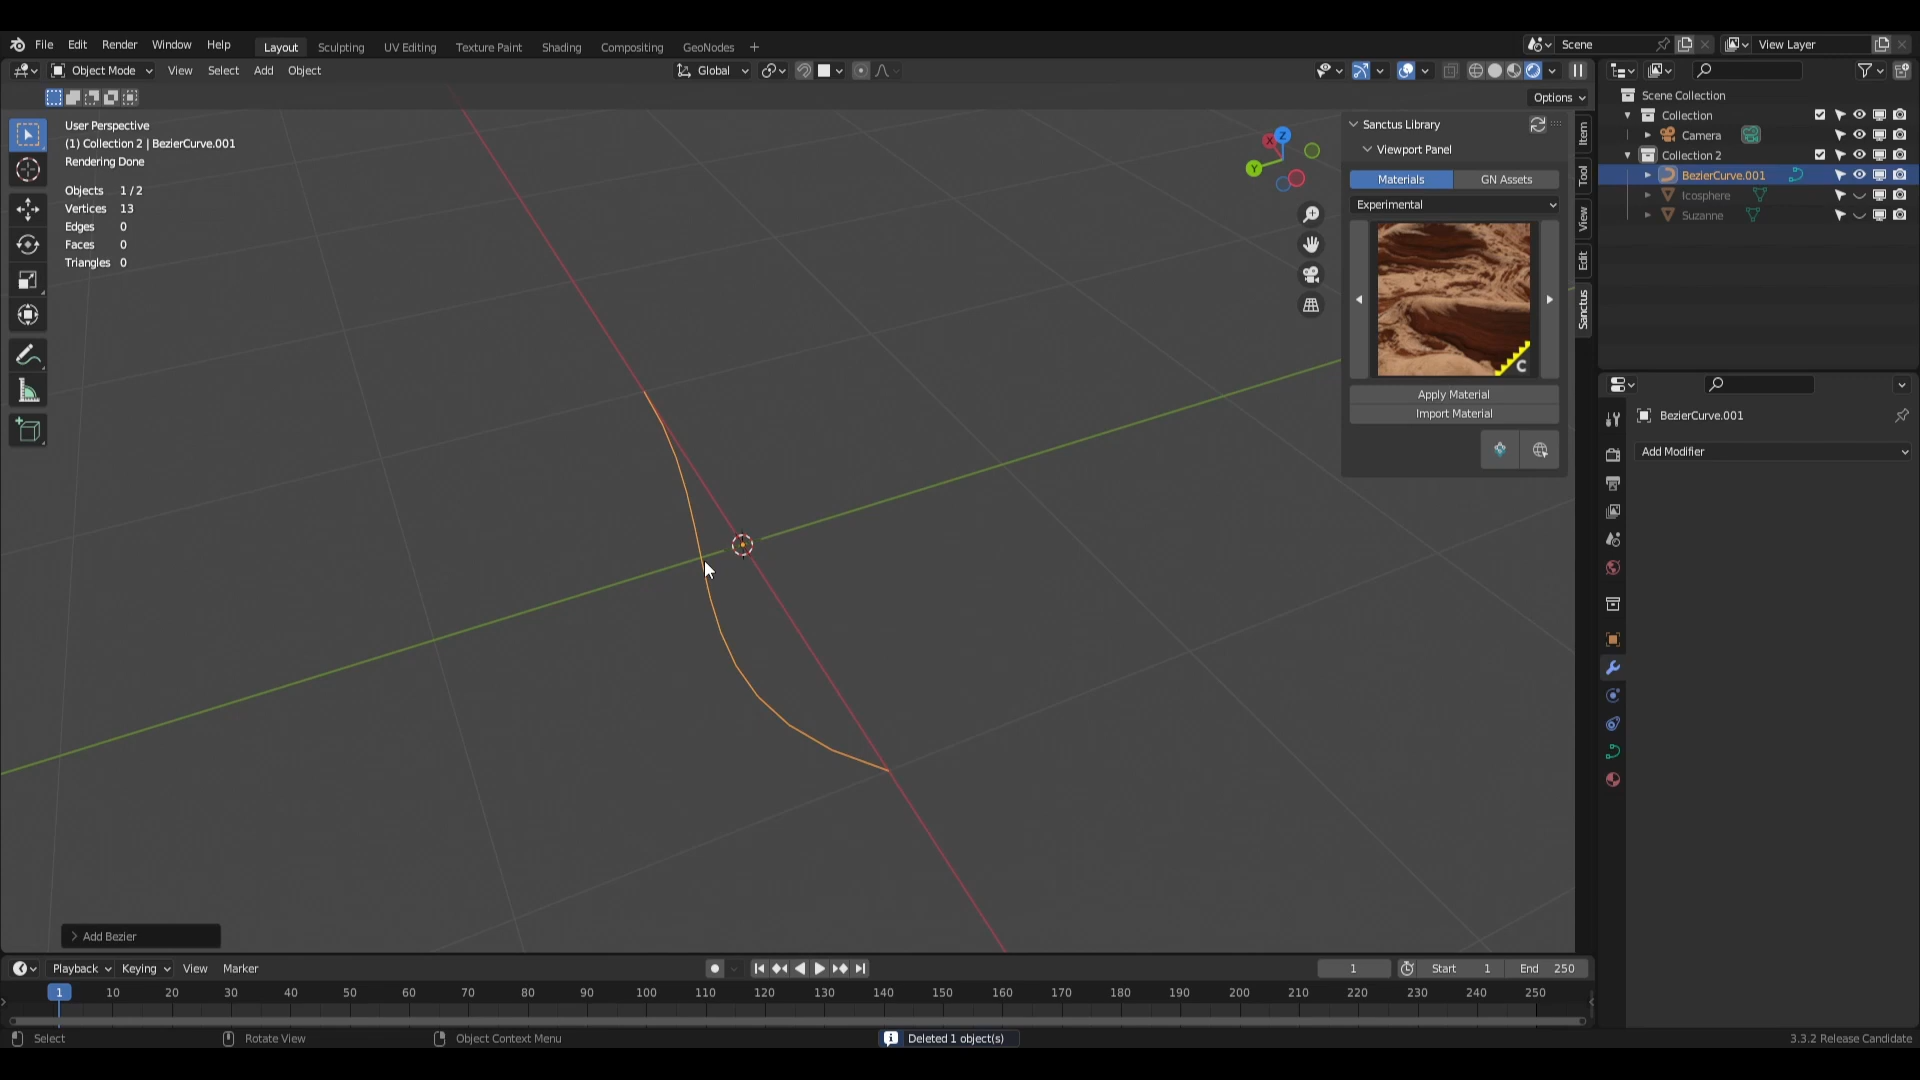 File Edit Render Window Help Layout Sculpting UV Editing Texture Paint Shading Compositing GeoNodes + Scene View Layer
Object Mode View Select Add Object Global
Options
User Perspective
(1) Collection 2 | BezierCurve.001
Rendering Done
Objects 1 / 2
Vertices 13
Edges 0
Faces 0
Triangles 0
X
Y
Z
Sanctus Library
Viewport Panel
Materials GN Assets
Experimental
C
Apply Material
Import Material
Item
Tool
View
Edit
Sanctus
Scene Collection
Collection
Camera
Collection 2
BezierCurve.001
Icosphere
Suzanne
BezierCurve.001
Add Modifier
Add Bezier
Playback Keying View Marker 1 Start 1 End 250
1 10 20 30 40 50 60 70 80 90 100 110 120 130 140 150 160 170 180 190 200 210 220 230 240 250
Select Rotate View Object Context Menu Deleted 1 object(s) 3.3.2 Release Candidate